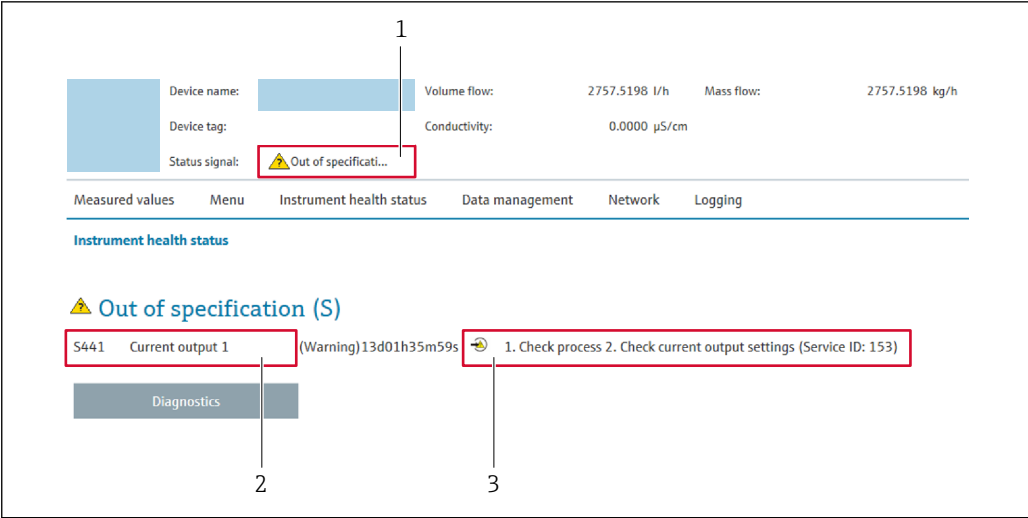 1
Device name: Volume flow: 2757.5198 l/h Mass flow: 2757.5198 kg/h
Device tag: Conductivity: 0.0000 µS/cm
Status signal: Out of specificati...
Measured values Menu Instrument health status Data management Network Logging
Instrument health status
Out of specification (S)
S441 Current output 1 (Warning)13d01h35m59s 1. Check process 2. Check current output settings (Service ID: 153)
Diagnostics
2 3